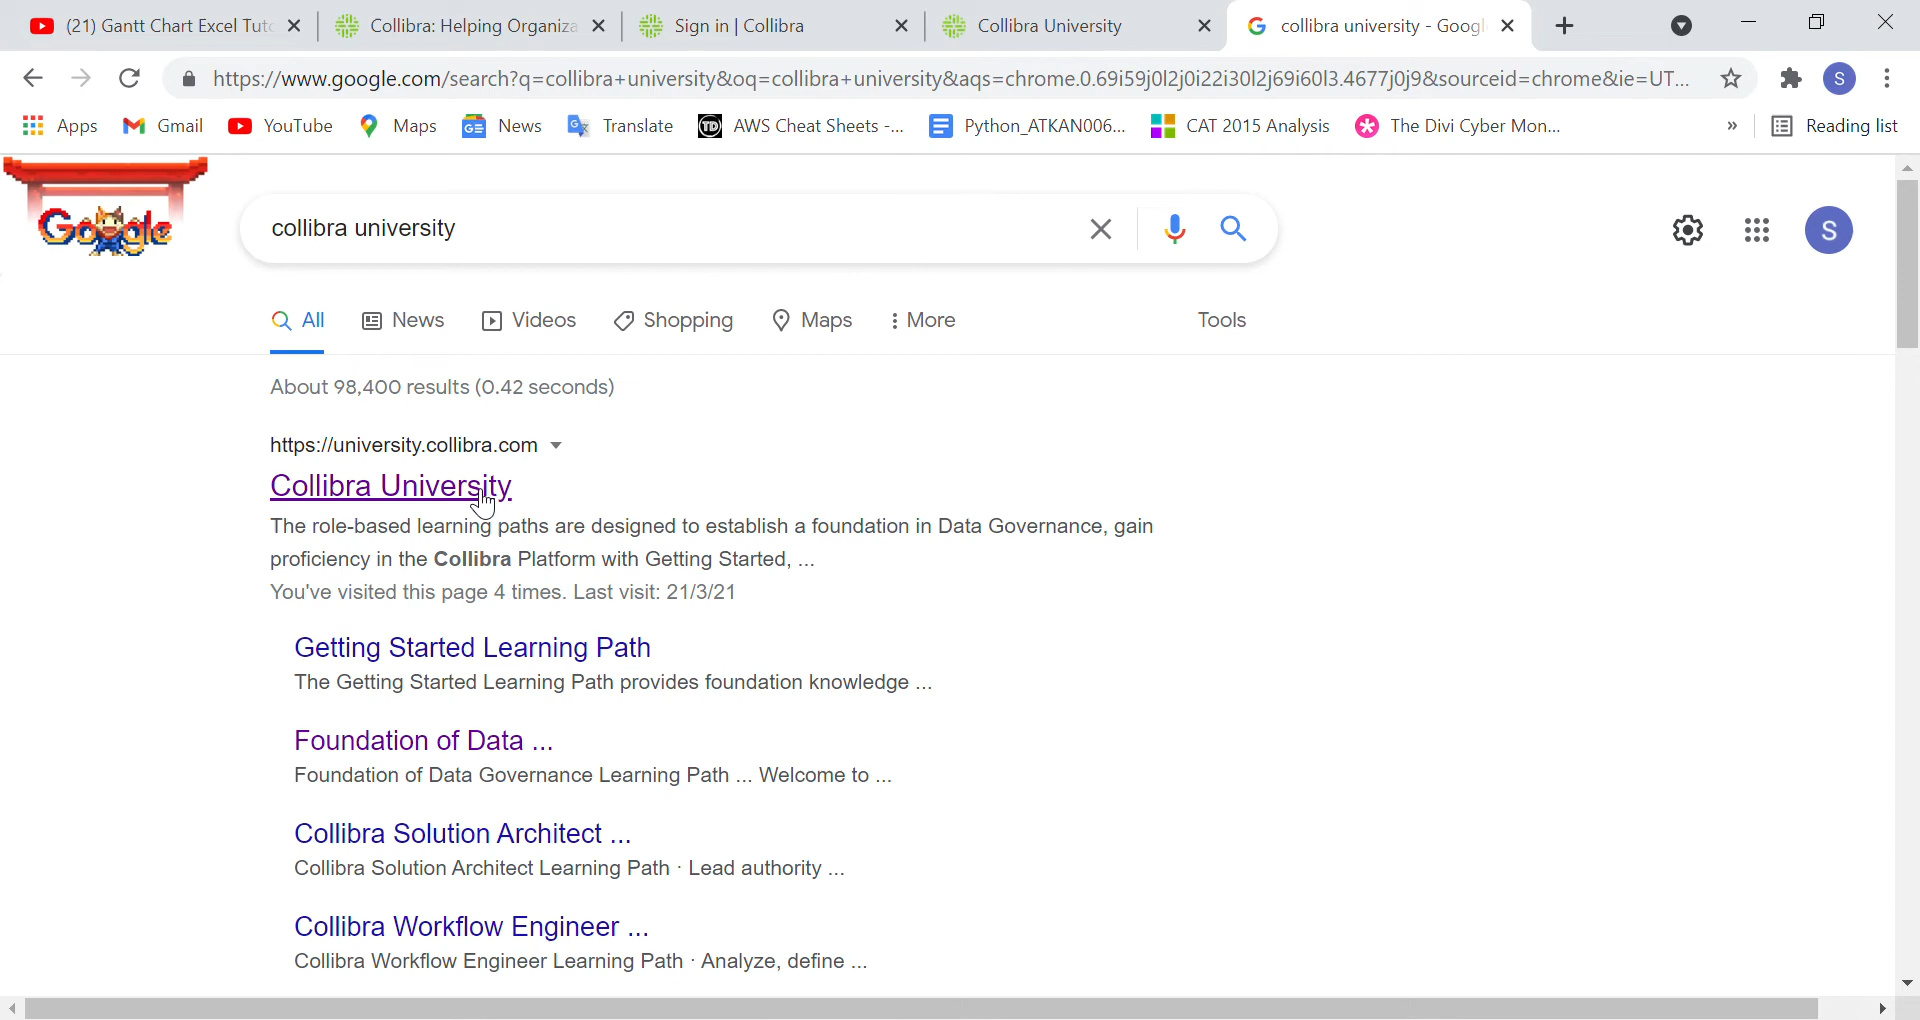 (21) Gantt Chart Excel Tut
Collibra: Helping Organiza
Sign in | Collibra
Collibra University
collibra university - Googl
https://www.google.com/search?q=collibra+university&oq=collibra+university&aqs=chrome.0.69i59j0l2j0i22i30l2j69i60l3.4677j0j9&sourceid=chrome&ie=UT...
S
Apps
Gmail
YouTube
Maps
News
Translate
TD
AWS Cheat Sheets -...
Python_ATKAN006...
CAT 2015 Analysis
The Divi Cyber Mon...
»
Reading list
Google
collibra university
S
All
News
Videos
Shopping
Maps
More
Tools
About 98,400 results (0.42 seconds)
https://university.collibra.com
Collibra University
The role-based learning paths are designed to establish a foundation in Data Governance, gain
proficiency in the Collibra Platform with Getting Started, ...
You've visited this page 4 times. Last visit: 21/3/21
Getting Started Learning Path
The Getting Started Learning Path provides foundation knowledge ...
Foundation of Data ...
Foundation of Data Governance Learning Path ... Welcome to ...
Collibra Solution Architect ...
Collibra Solution Architect Learning Path · Lead authority ...
Collibra Workflow Engineer ...
Collibra Workflow Engineer Learning Path · Analyze, define ...